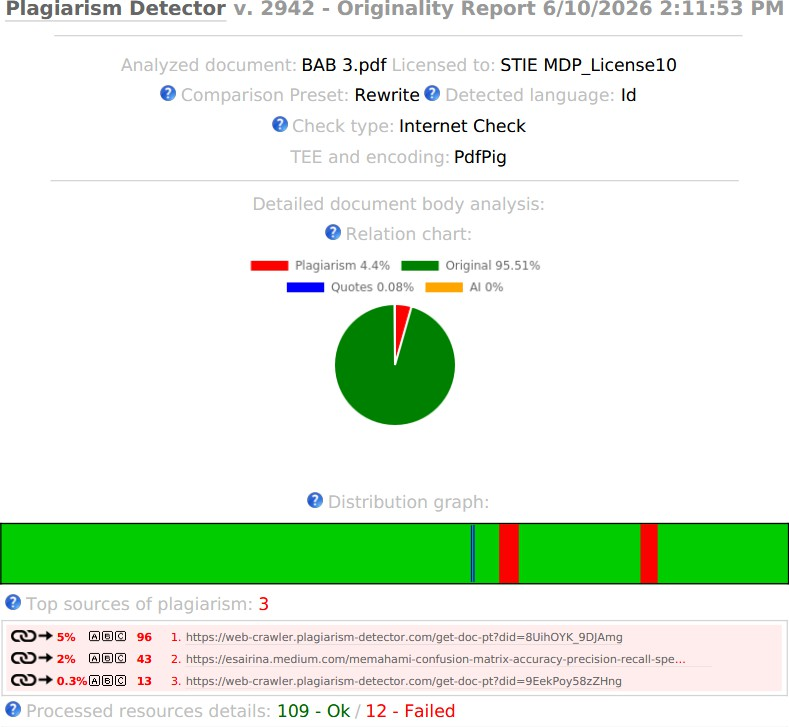 Plagiarism Detector v. 2942 - Originality Report 6/10/2026 2:11:53 PM
Analyzed document: BAB 3.pdf Licensed to: STIE MDP_License10
Comparison Preset: Rewrite Detected language: Id
Check type: Internet Check
TEE and encoding: PdfPig
Detailed document body analysis:
Relation chart:
Plagiarism 4.4% Original 95.51%
Quotes 0.08% AI 0%
Distribution graph:
Top sources of plagiarism: 3
5% A B C 96 1. https://web-crawler.plagiarism-detector.com/get-doc-pt?did=8UihOYK_9DJAmg
2% A B C 43 2. https://esairina.medium.com/memahami-confusion-matrix-accuracy-precision-recall-spe...
0.3% A B C 13 3. https://web-crawler.plagiarism-detector.com/get-doc-pt?did=9EekPoy58zZHng
Processed resources details: 109 - Ok / 12 - Failed